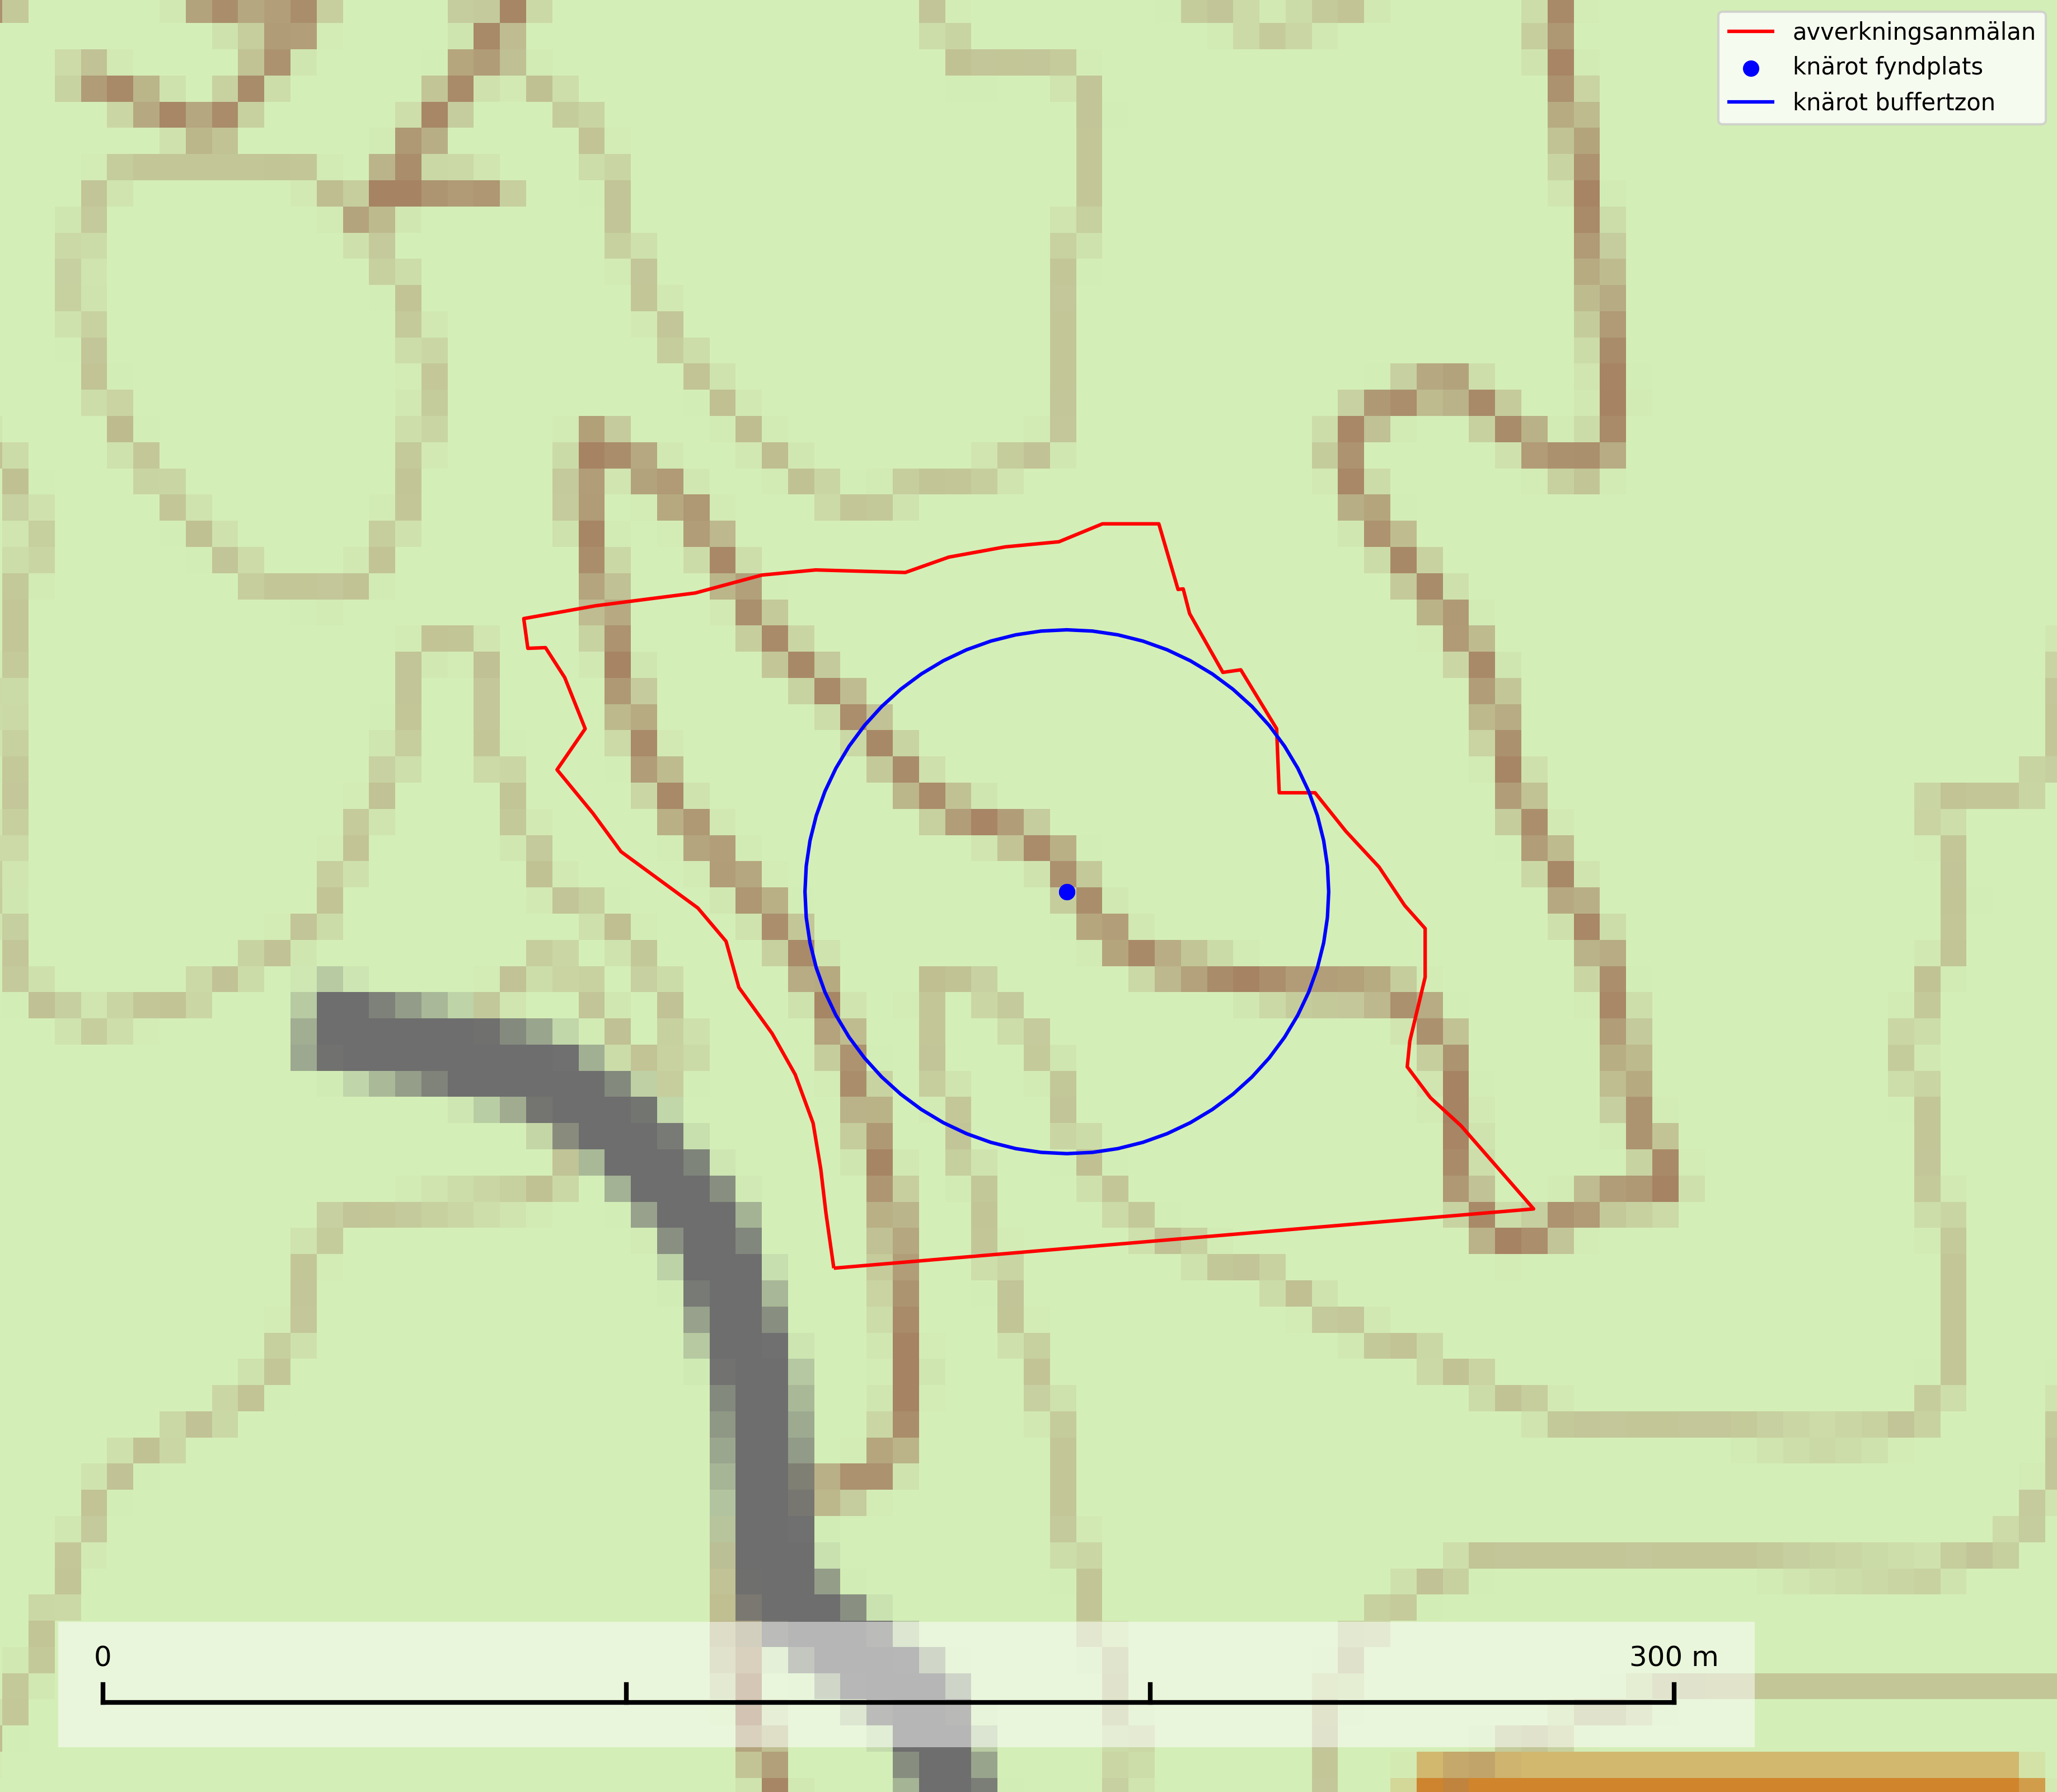 avverkningsanmälan
knärot fyndplats
knärot buffertzon
0
300 m